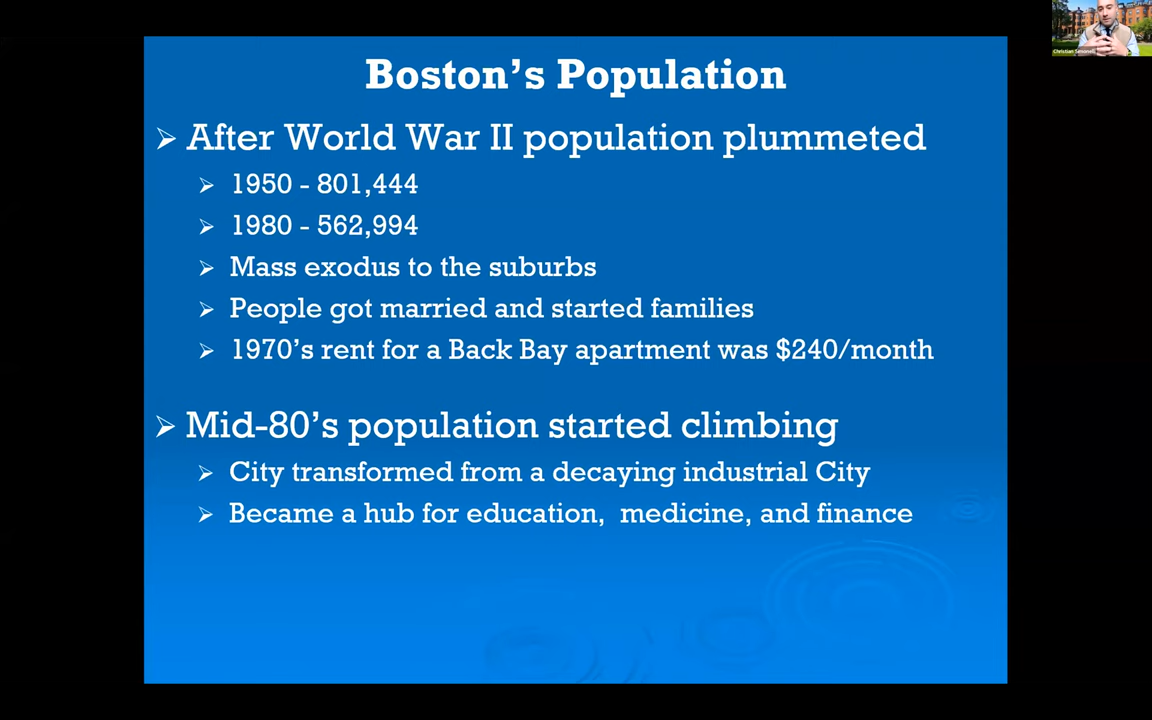 Boston's Population
After World War II population plummeted
1950 - 801,444
1980 - 562,994
Mass exodus to the suburbs
People got married and started families
1970's rent for a Back Bay apartment was $240/month
Mid-80's population started climbing
City transformed from a decaying industrial City
Became a hub for education,  medicine, and finance
Christian